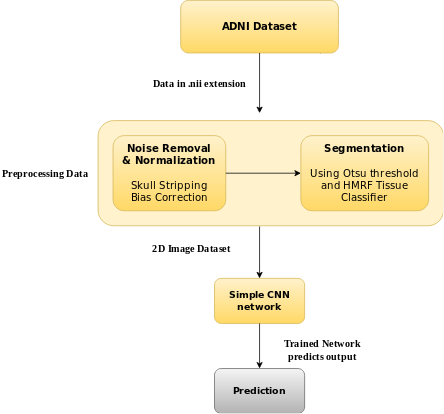 ADNI Dataset
Data in .nii extension
Preprocessing Data
Noise Removal
& Normalization
Skull Stripping
Bias Correction
Segmentation
Using Otsu threshold
and HMRF Tissue
Classifier
2D Image Dataset
Simple CNN
network
Trained Network
predicts output
Prediction